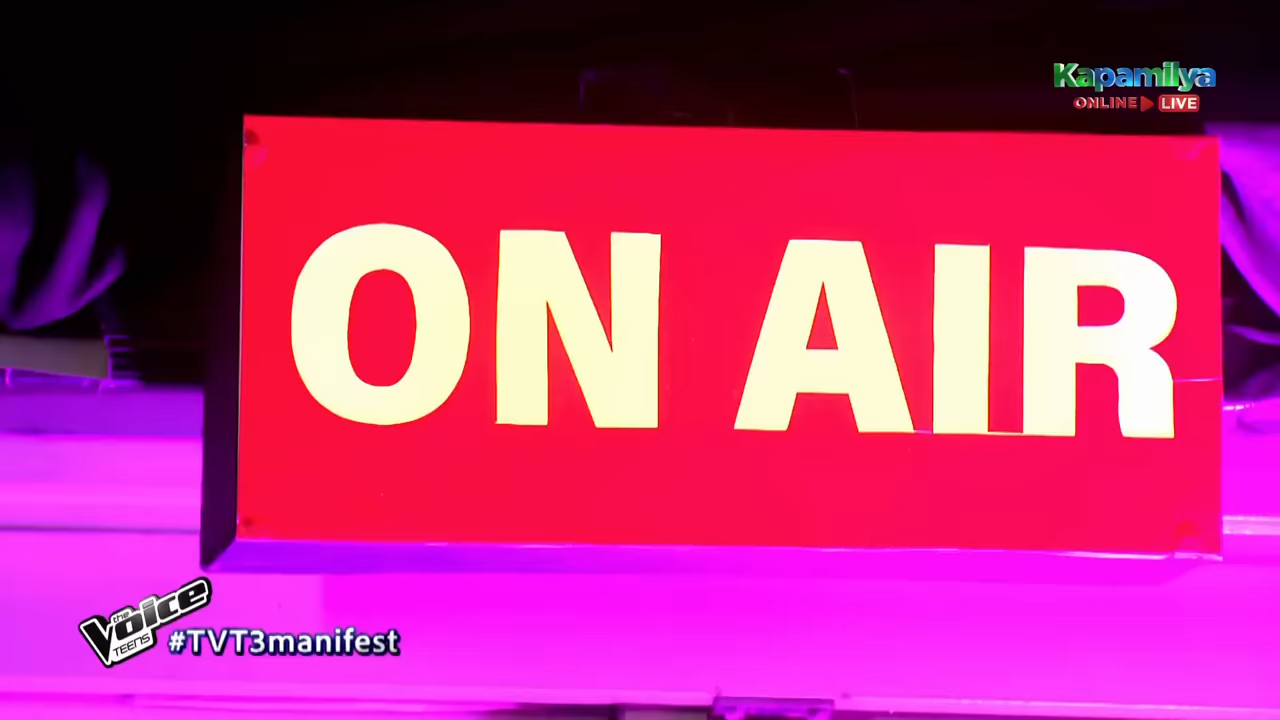 Kapamilya
ONLINE LIVE
ON AIR
the Voice TEENS
#TVT3manifest